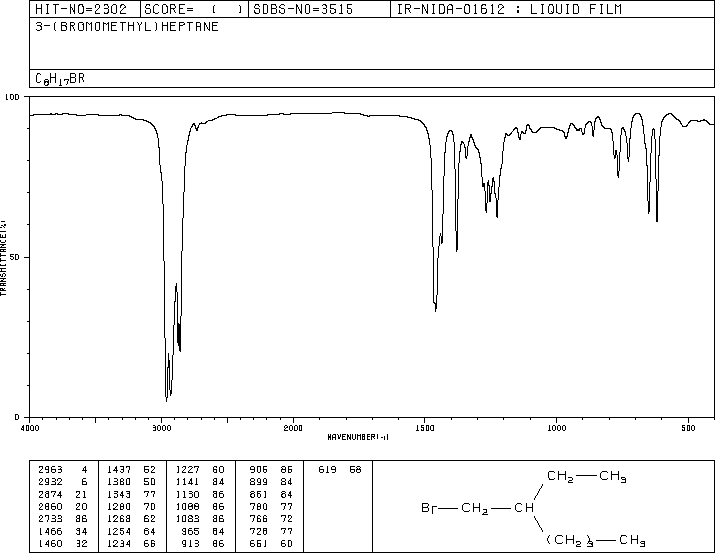 HIT-NO=2302 SCORE= ( ) SDBS-NO=3515 IR-NIDA-01612 : LIQUID FILM
3-(BROMOMETHYL)HEPTANE
C8H17BR
100
50
0
TRANSMITTANCE(%)
4000 3000 2000 1500 1000 500
WAVENUMBER(-1)
2963 4 1437 52 1227 60 906 86 619 58
2932 6 1380 50 1141 84 899 84
2874 21 1343 77 1130 86 861 84
2860 20 1280 70 1088 86 780 77
2733 86 1268 62 1083 86 766 72
1466 34 1254 64 965 84 728 77
1460 32 1234 66 913 86 651 60
CH2 CH3
Br CH2 CH
(CH2)3 CH3